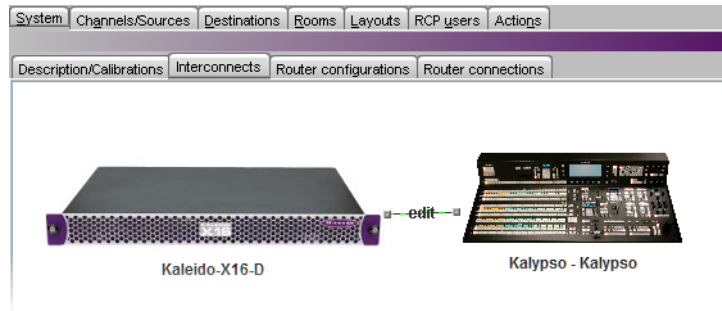 System Channels/Sources Destinations Rooms Layouts RCP users Actions
Description/Calibrations Interconnects Router configurations Router connections
edit
X16
Miranda
Kaleido-X16-D
Kalypso - Kalypso